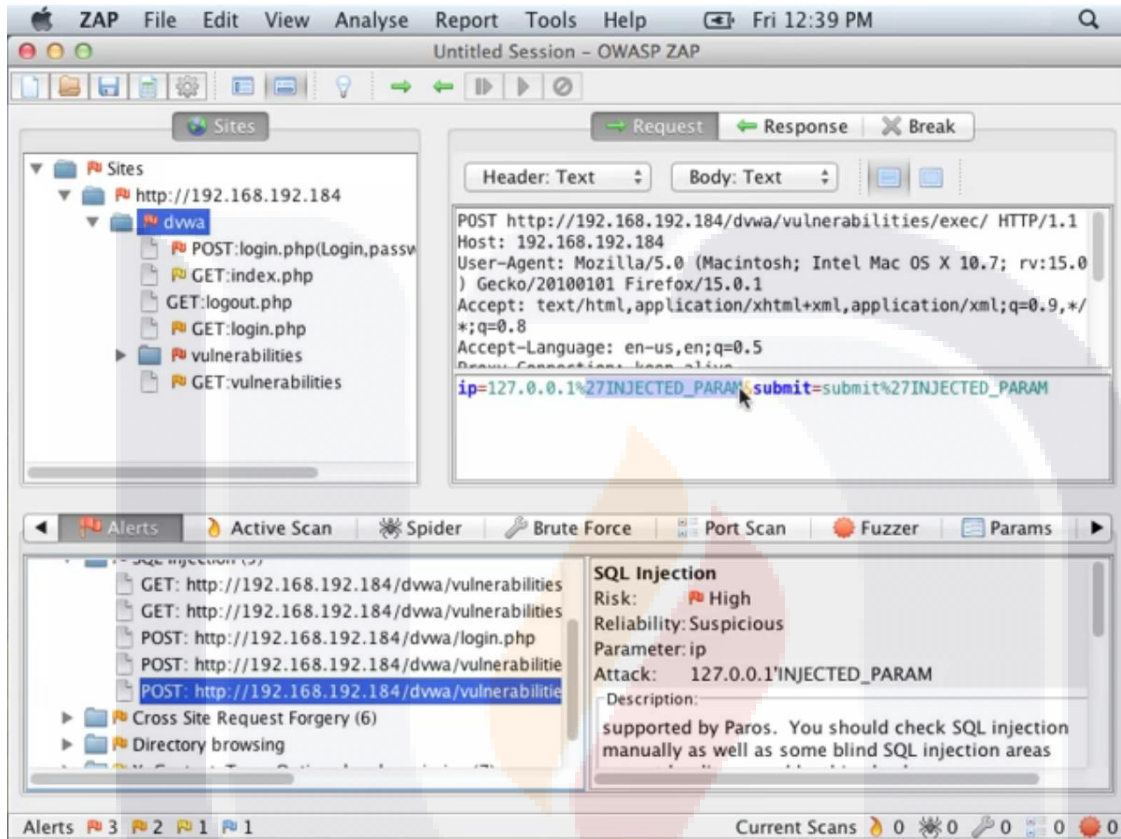 ZAP File Edit View Analyse Report Tools Help Fri 12:39 PM
Untitled Session - OWASP ZAP
Sites
Request Response Break
Sites
http://192.168.192.184
dvwa
POST:login.php(Login,passw
GET:index.php
GET:logout.php
GET:login.php
vulnerabilities
GET:vulnerabilities
Header: Text Body: Text
POST http://192.168.192.184/dvwa/vulnerabilities/exec/ HTTP/1.1
Host: 192.168.192.184
User-Agent: Mozilla/5.0 (Macintosh; Intel Mac OS X 10.7; rv:15.0
) Gecko/20100101 Firefox/15.0.1
Accept: text/html,application/xhtml+xml,application/xml;q=0.9,*/
*;q=0.8
Accept-Language: en-us,en;q=0.5
Proxy-Connection: keep-alive
ip=127.0.0.1%27INJECTED_PARAM&submit=submit%27INJECTED_PARAM
Alerts Active Scan Spider Brute Force Port Scan Fuzzer Params
SQL Injection
GET: http://192.168.192.184/dvwa/vulnerabilities
GET: http://192.168.192.184/dvwa/vulnerabilities
POST: http://192.168.192.184/dvwa/login.php
POST: http://192.168.192.184/dvwa/vulnerabilitie
POST: http://192.168.192.184/dvwa/vulnerabilitie
Cross Site Request Forgery (6)
Directory browsing
SQL Injection
Risk: High
Reliability: Suspicious
Parameter: ip
Attack: 127.0.0.1'INJECTED_PARAM
Description:
supported by Paros. You should check SQL injection
manually as well as some blind SQL injection areas
Alerts 3 2 1 1 Current Scans 0 0 0 0 0